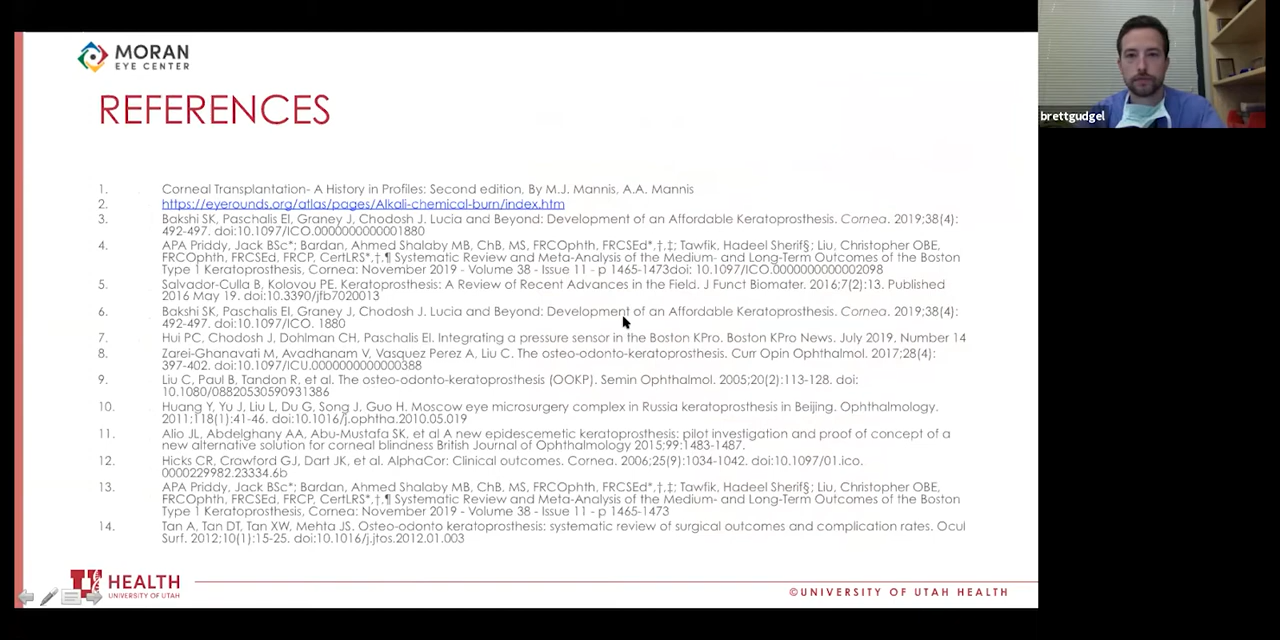 MORAN
EYE CENTER
REFERENCES
brettgudgel
1. Corneal Transplantation- A History in Profiles: Second edition. By M.J. Mannis, A.A. Mannis
2. https://eyerounds.org/atlas/pages/Alkali-chemical-burn/index.htm
3. Bakshi SK, Paschalis EI, Graney J, Chodosh J. Lucia and Beyond: Development of an Affordable Keratoprosthesis. Cornea. 2019;38(4):
492-497. doi:10.1097/ICO.0000000000001880
4. APA Priddy, Jack BSc*; Bardan, Ahmed Shalaby MB, ChB, MS, FRCOphth, FRCSEd*,†,‡; Tawfik, Hadeel Sherif§; Liu, Christopher OBE,
FRCOphth, FRCSEd, FRCP, CertLRS*,†,¶ Systematic Review and Meta-Analysis of the Medium- and Long-Term Outcomes of the Boston
Type 1 Keratoprosthesis, Cornea: November 2019 - Volume 38 - Issue 11 - p 1465-1473doi: 10.1097/ICO.0000000000002098
5. Salvador-Culla B, Kolovou PE. Keratoprosthesis: A Review of Recent Advances in the Field. J Funct Biomater. 2016;7(2):13. Published
2016 May 19. doi:10.3390/jfb7020013
6. Bakshi SK, Paschalis EI, Graney J, Chodosh J. Lucia and Beyond: Development of an Affordable Keratoprosthesis. Cornea. 2019;38(4):
492-497. doi:10.1097/ICO. 1880
7. Hui PC, Chodosh J, Dohlman CH, Paschalis EI. Integrating a pressure sensor in the Boston KPro. Boston KPro News. July 2019. Number 14
8. Zarei-Ghanavati M, Avadhanam V, Vasquez Perez A, Liu C. The osteo-odonto-keratoprosthesis. Curr Opin Ophthalmol. 2017;28(4):
397-402. doi:10.1097/ICU.0000000000000388
9. Liu C, Paul B, Tandon R, et al. The osteo-odonto-keratoprosthesis (OOKP). Semin Ophthalmol. 2005;20(2):113-128. doi:
10.1080/08820530590931386
10. Huang Y, Yu J, Liu L, Du G, Song J, Guo H. Moscow eye microsurgery complex in Russia keratoprosthesis in Beijing. Ophthalmology.
2011;118(1):41-46. doi:10.1016/j.ophtha.2010.05.019
11. Alio JL, Abdelghany AA, Abu-Mustafa SK, et al A new epidescemetic keratoprosthesis: pilot investigation and proof of concept of a
new alternative solution for corneal blindness British Journal of Ophthalmology 2015;99:1483-1487.
12. Hicks CR, Crawford GJ, Dart JK, et al. AlphaCor: Clinical outcomes. Cornea. 2006;25(9):1034-1042. doi:10.1097/01.ico.
0000229982.23334.6b
13. APA Priddy, Jack BSc*; Bardan, Ahmed Shalaby MB, ChB, MS, FRCOphth, FRCSEd*,†,‡; Tawfik, Hadeel Sherif§; Liu, Christopher OBE,
FRCOphth, FRCSEd, FRCP, CertLRS*,†,¶ Systematic Review and Meta-Analysis of the Medium- and Long-Term Outcomes of the Boston
Type 1 Keratoprosthesis, Cornea: November 2019 - Volume 38 - Issue 11 - p 1465-1473
14. Tan A, Tan DT, Tan XW, Mehta JS. Osteo-odonto keratoprosthesis: systematic review of surgical outcomes and complication rates. Ocul
Surf. 2012;10(1):15-25. doi:10.1016/j.jtos.2012.01.003
U HEALTH
UNIVERSITY OF UTAH
©UNIVERSITY OF UTAH HEALTH